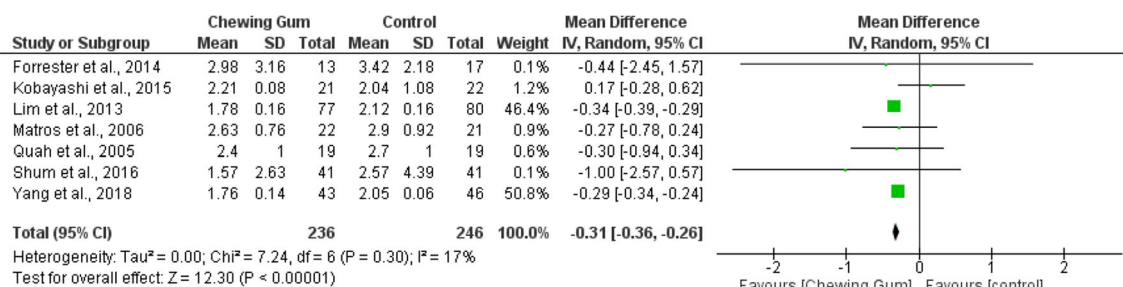 Chewing Gum Control Mean Difference Mean Difference
Study or Subgroup Mean SD Total Mean SD Total Weight IV, Random, 95% CI IV, Random, 95% CI
Forrester et al., 2014 2.98 3.16 13 3.42 2.18 17 0.1% -0.44 [-2.45, 1.57]
Kobayashi et al., 2015 2.21 0.08 21 2.04 1.08 22 1.2% 0.17 [-0.28, 0.62]
Lim et al., 2013 1.78 0.16 77 2.12 0.16 80 46.4% -0.34 [-0.39, -0.29]
Matros et al., 2006 2.63 0.76 22 2.9 0.92 21 0.9% -0.27 [-0.78, 0.24]
Quah et al., 2005 2.4 1 19 2.7 1 19 0.6% -0.30 [-0.94, 0.34]
Shum et al., 2016 1.57 2.63 41 2.57 4.39 41 0.1% -1.00 [-2.57, 0.57]
Yang et al., 2018 1.76 0.14 43 2.05 0.06 46 50.8% -0.29 [-0.34, -0.24]
Total (95% CI) 236 246 100.0% -0.31 [-0.36, -0.26]
Heterogeneity: Tau² = 0.00; Chi² = 7.24, df = 6 (P = 0.30); I² = 17%
Test for overall effect: Z = 12.30 (P < 0.00001)
-2 -1 0 1 2
Favours [Chewing Gum] Favours [control]